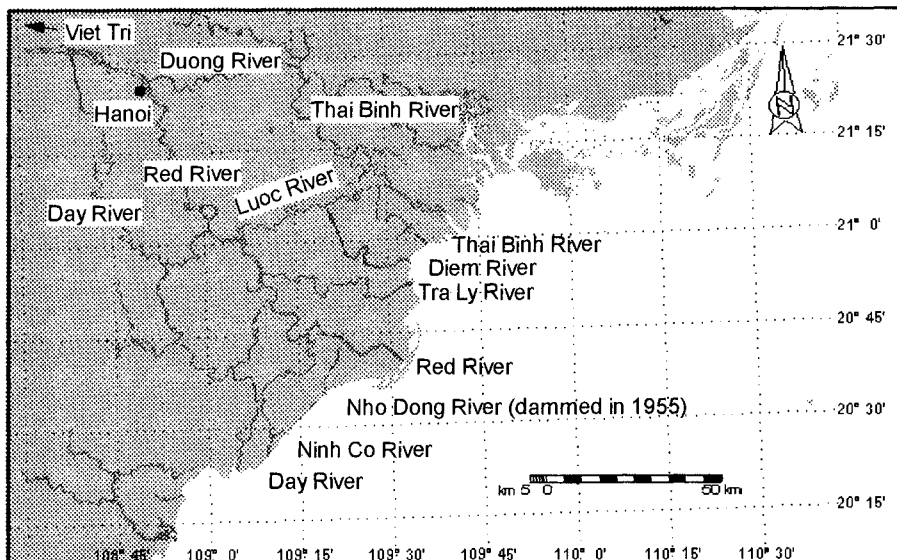 Viet Tri
Duong River
Hanoi
Thai Binh River
Red River
Luoc River
Day River
Thai Binh River
Diem River
Tra Ly River
Red River
Nho Dong River (dammed in 1955)
Ninh Co River
Day River
N
21° 30'
21° 15'
21° 0'
20° 45'
20° 30'
20° 15'
km 5 0 50 km
108° 45' 109° 0' 109° 15' 109° 30' 109° 45' 110° 0' 110° 15' 110° 30'